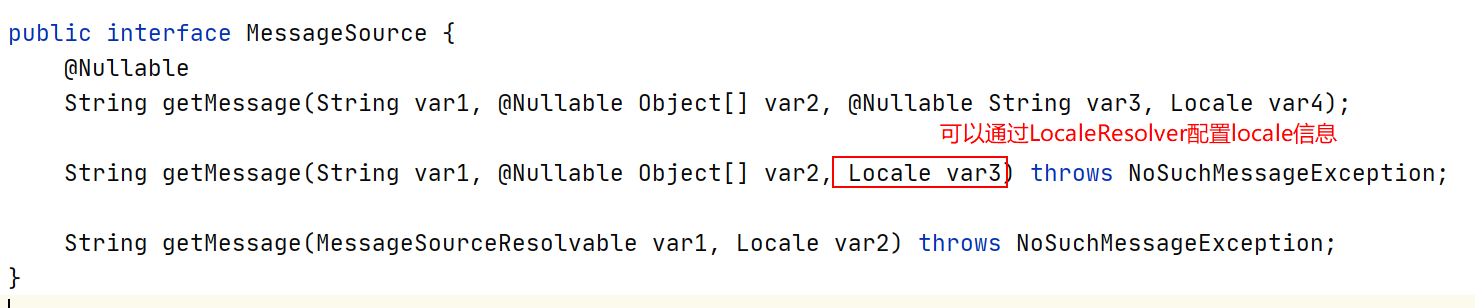 public interface MessageSource {
@Nullable
String getMessage(String var1, @Nullable Object[] var2, @Nullable String var3, Locale var4);
可以通过LocaleResolver配置locale信息
String getMessage(String var1, @Nullable Object[] var2, Locale var3) throws NoSuchMessageException;
String getMessage(MessageSourceResolvable var1, Locale var2) throws NoSuchMessageException;
}